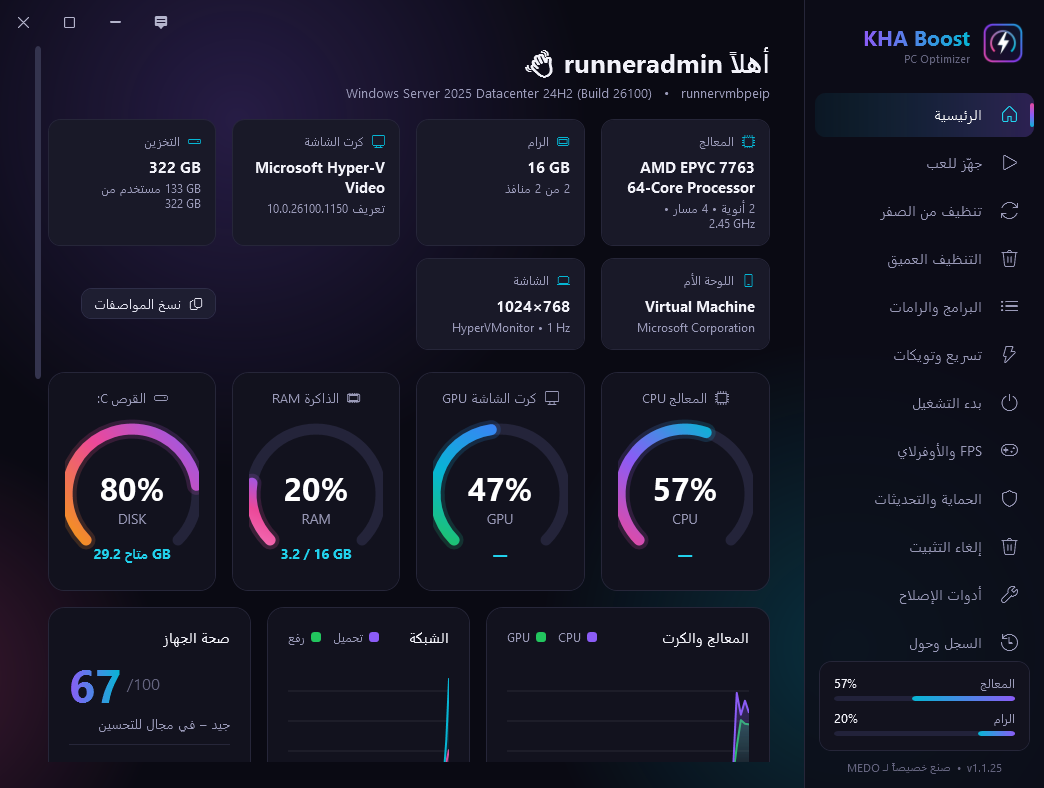 KHA Boost
PC Optimizer
الرئيسية
جهّز للعب
تنظيف من الصفر
التنظيف العميق
البرامج والرامات
تسريع وتويكات
بدء التشغيل
FPS والأوفرلاي
الحماية والتحديثات
إلغاء التثبيت
أدوات الإصلاح
السجل وحول
المعالج 57%
الرام 20%
v1.1.25 • صنع خصيصاً لـ MEDO
أهلاً runneradmin
runnervmbpeip • Windows Server 2025 Datacenter 24H2 (Build 26100)
المعالج
AMD EPYC 7763
64-Core Processor
2 أنوية • 4 مسار •
2.45 GHz
الرام
16 GB
2 من 2 منافذ
كرت الشاشة
Microsoft Hyper-V
Video
تعريف 10.0.26100.1150
التخزين
322 GB
133 GB مستخدم من
322 GB
اللوحة الأم
Virtual Machine
Microsoft Corporation
الشاشة
1024×768
HyperVMonitor • 1 Hz
نسخ المواصفات
المعالج CPU
57%
CPU
—
كرت الشاشة GPU
47%
GPU
—
الذاكرة RAM
20%
RAM
3.2 / 16 GB
القرص C:
80%
DISK
29.2 متاح GB
المعالج والكرت
CPU
GPU
الشبكة
تحميل
رفع
صحة الجهاز
67 /100
جيد – في مجال للتحسين